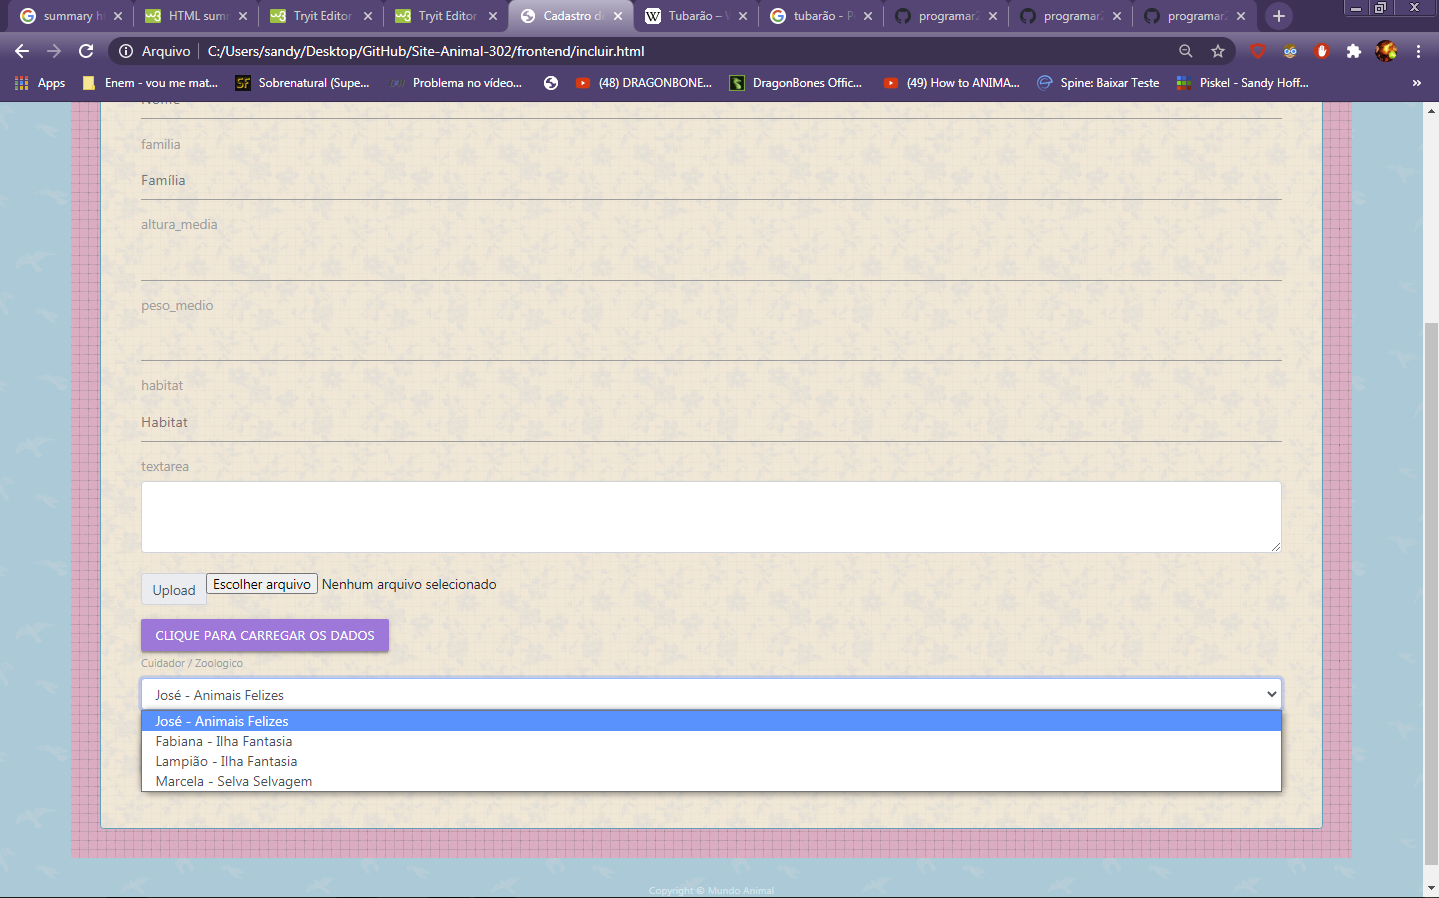 summary h
HTML sum
Tryit Editor
Tryit Editor
Cadastro de
Tubarão –
tubarão - P
programar
programar
programar
Arquivo
C:/Users/sandy/Desktop/GitHub/Site-Animal-302/frontend/incluir.html
Apps
Enem - vou me mat...
Sobrenatural (Supe...
Problema no vídeo...
(48) DRAGONBONE...
DragonBones Offic...
(49) How to ANIMA...
Spine: Baixar Teste
Piskel - Sandy Hoff...
»
Nome
familia
Família
altura_media
peso_medio
habitat
Habitat
textarea
Upload Escolher arquivo Nenhum arquivo selecionado
CLIQUE PARA CARREGAR OS DADOS
Cuidador / Zoologico
José - Animais Felizes
José - Animais Felizes
Fabiana - Ilha Fantasia
Lampião - Ilha Fantasia
Marcela - Selva Selvagem
Copyright © Mundo Animal